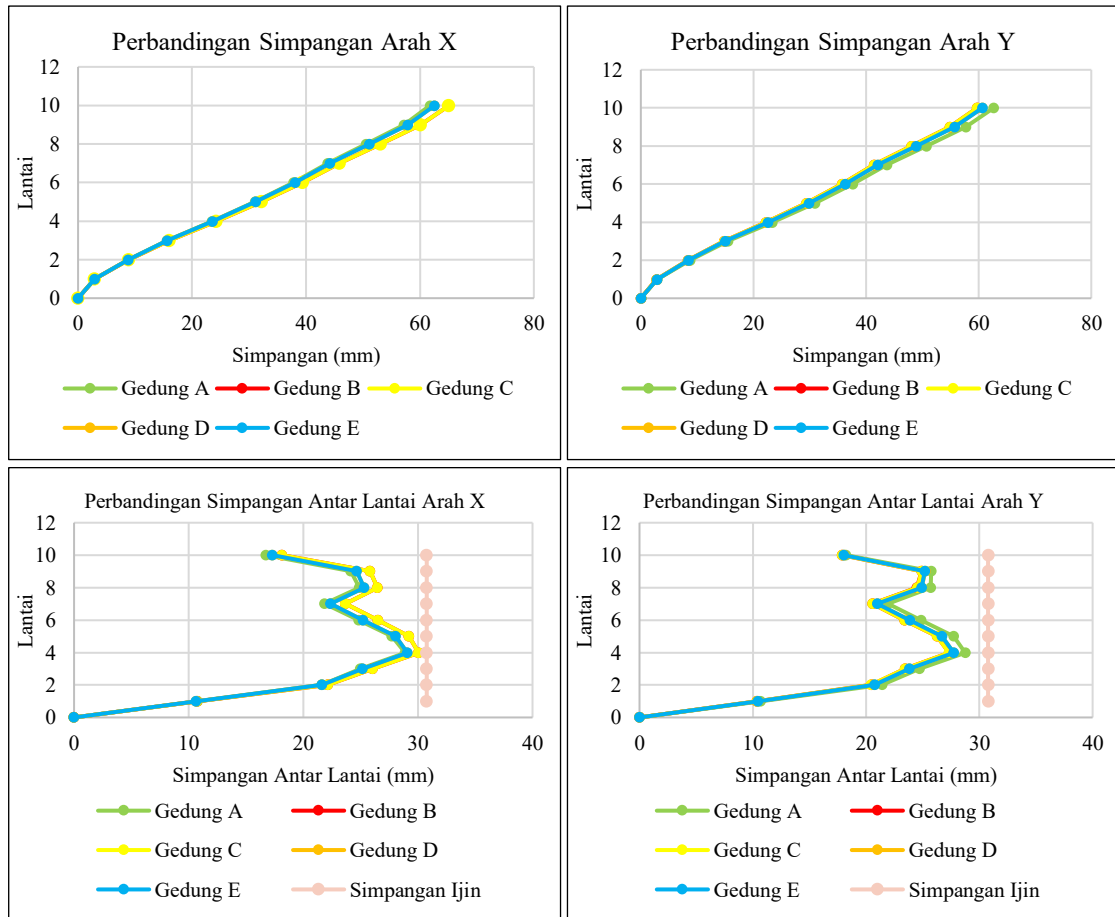 Perbandingan Simpangan Arah X
12
10
8
6
4
2
0
Lantai
0 20 40 60 80
Simpangan (mm)
Gedung A Gedung B Gedung C
Gedung D Gedung E
Perbandingan Simpangan Arah Y
12
10
8
6
4
2
0
Lantai
0 20 40 60 80
Simpangan (mm)
Gedung A Gedung B Gedung C
Gedung D Gedung E
Perbandingan Simpangan Antar Lantai Arah X
12
10
8
6
4
2
0
Lantai
0 10 20 30 40
Simpangan Antar Lantai (mm)
Gedung A Gedung B
Gedung C Gedung D
Gedung E Simpangan Ijin
Perbandingan Simpangan Antar Lantai Arah Y
12
10
8
6
4
2
0
Lantai
0 10 20 30 40
Simpangan Antar Lantai (mm)
Gedung A Gedung B
Gedung C Gedung D
Gedung E Simpangan Ijin